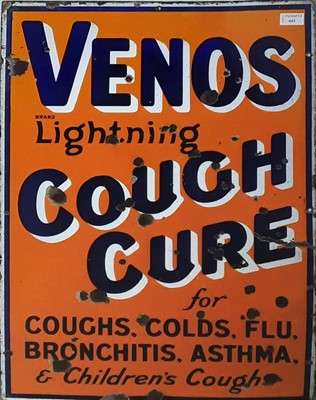 VENOS
BRAND
Lightning
COUGH
CURE
for
COUGHS, COLDS, FLU,
BRONCHITIS, ASTHMA,
& Children's Coughs